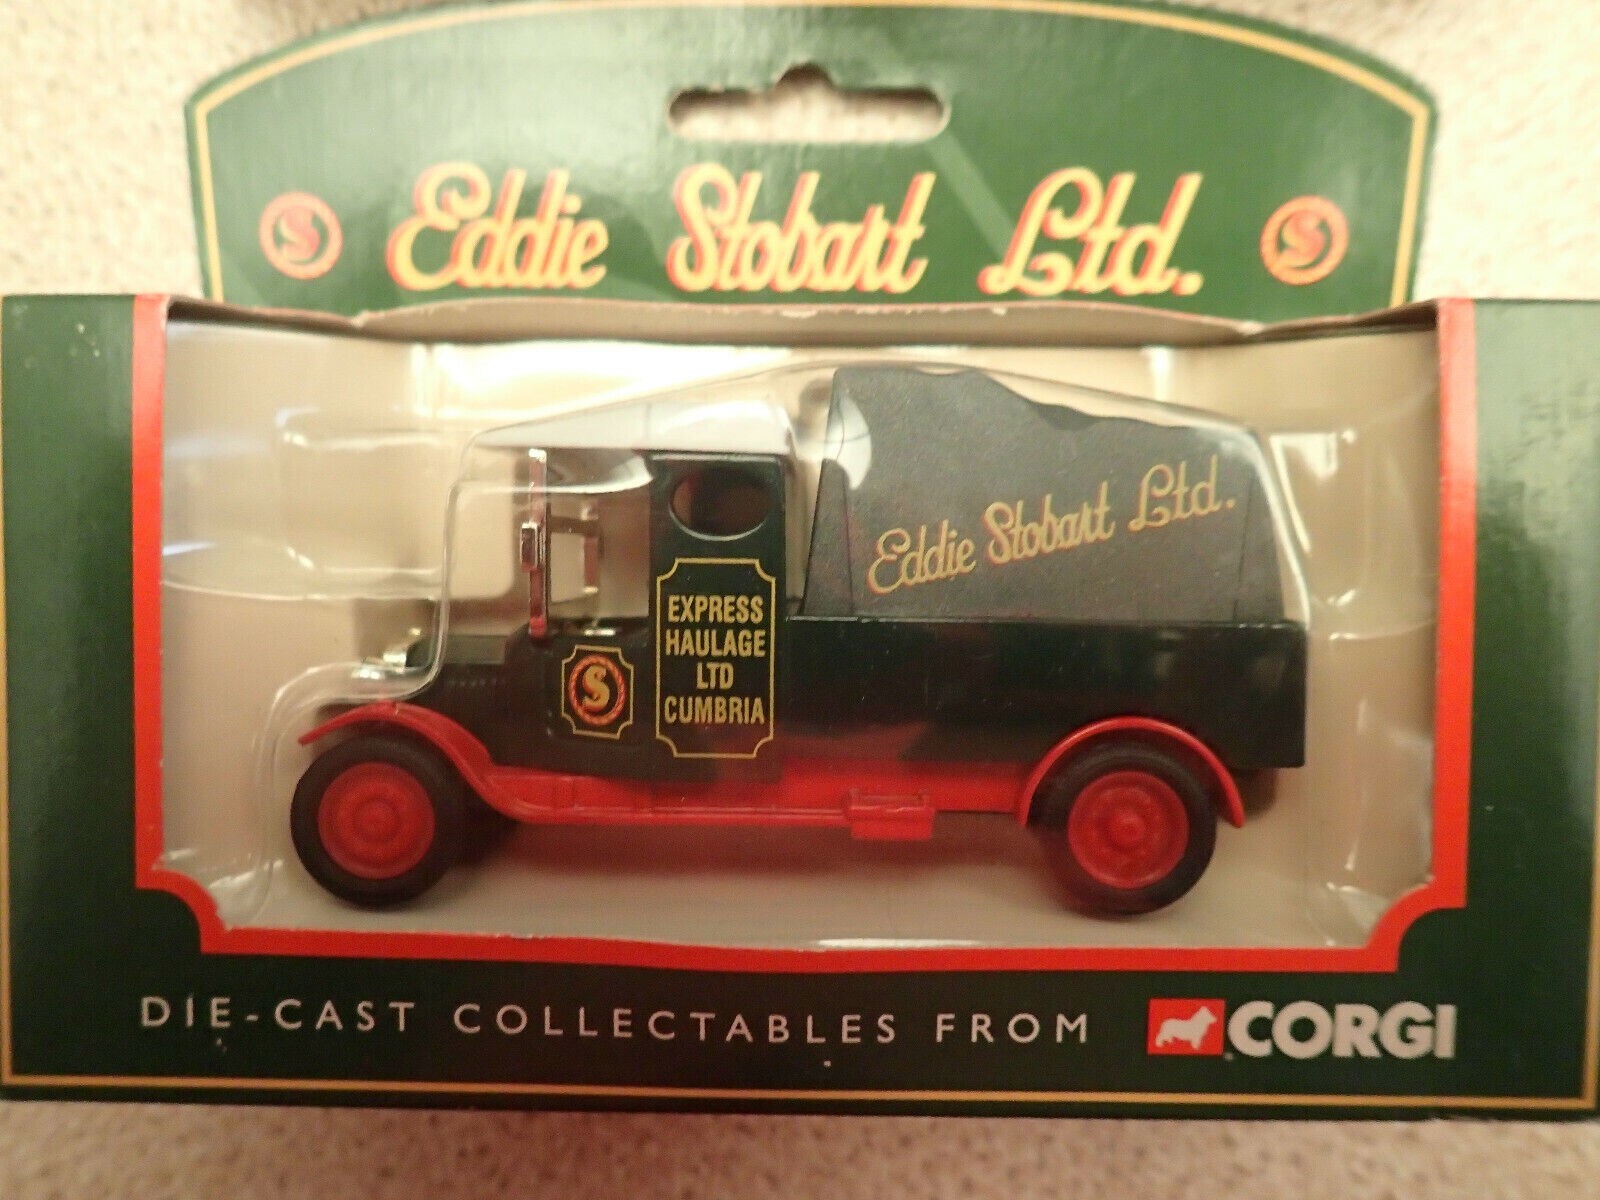 S Eddie Stobart Ltd. S
Eddie Stobart Ltd.
EXPRESS
HAULAGE
LTD
CUMBRIA
S
DIE-CAST COLLECTABLES FROM CORGI